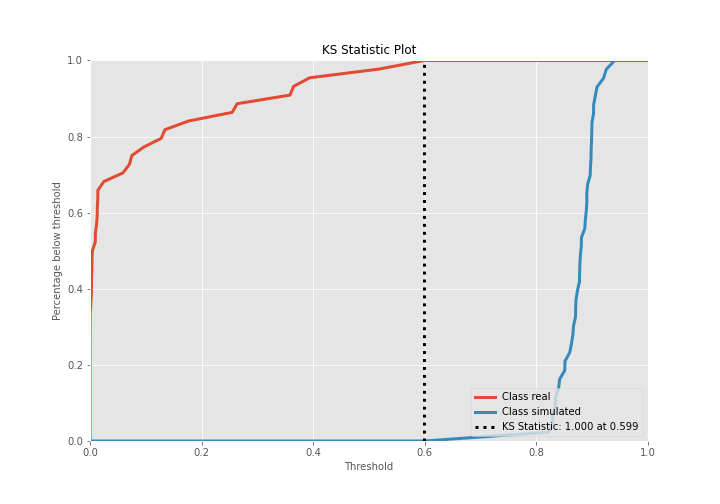 KS Statistic Plot
Percentage below threshold
1.0
0.8
0.6
0.4
0.2
0.0
Class real
Class simulated
KS Statistic: 1.000 at 0.599
0.0 0.2 0.4 0.6 0.8 1.0
Threshold